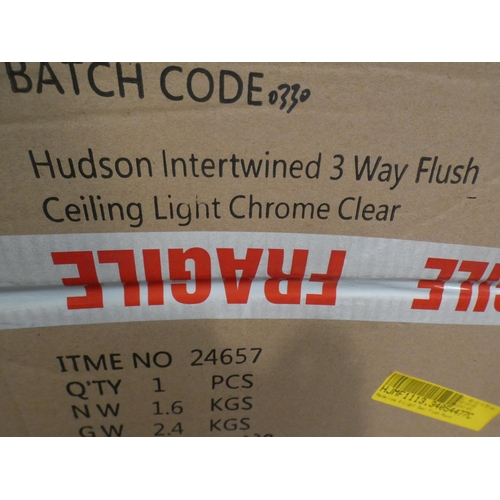 BATCH CODE 0330
Hudson Intertwined 3 Way Flush
Ceiling Light Chrome Clear
FRAGILE
FRAGILE
ITME NO 24657
Q'TY 1 PCS
N W 1.6 KGS
G W 2.4 KGS